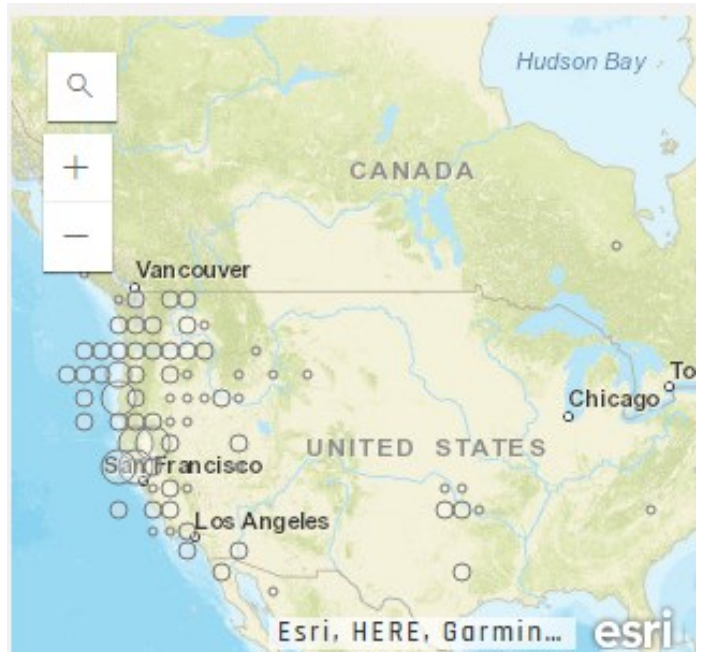 Hudson Bay
CANADA
Vancouver
To
Chicago
UNITED STATES
San Francisco
Los Angeles
Esri, HERE, Garmin...
esri